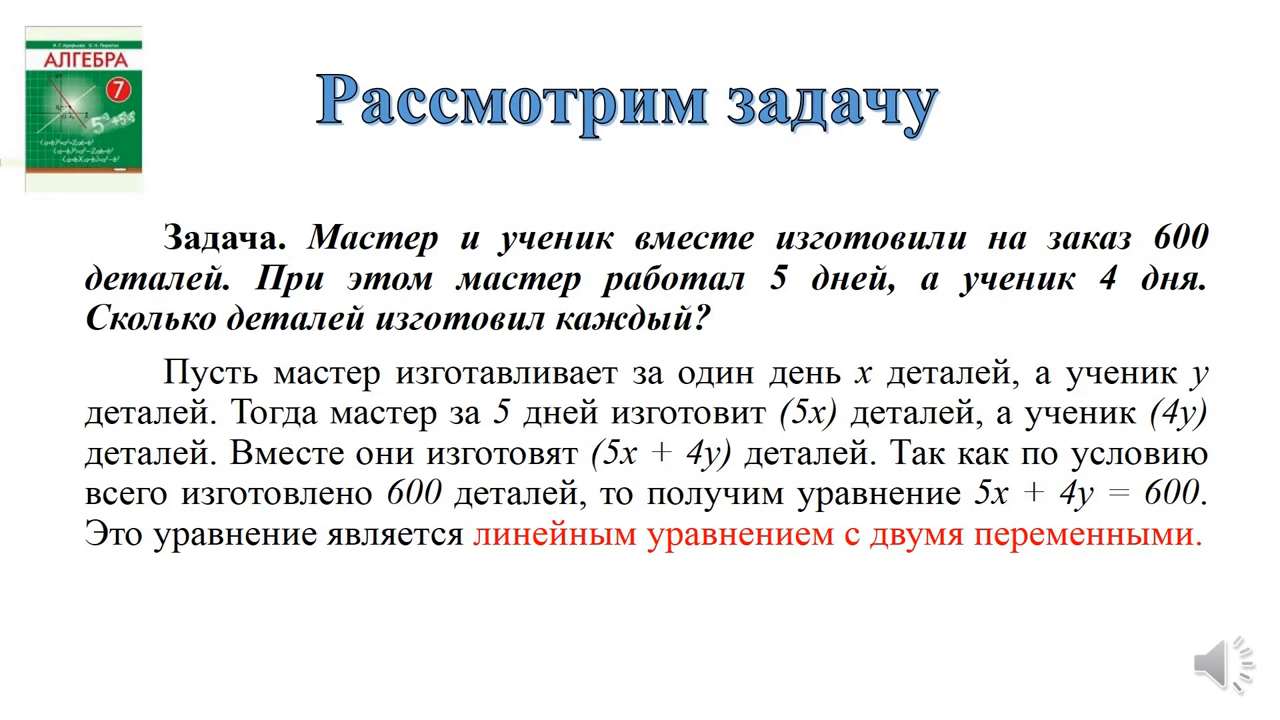 И. Г. Арефьева О. Н. Пирютко
АЛГЕБРА
7
Рассмотрим задачу
Задача. Мастер и ученик вместе изготовили на заказ 600
деталей. При этом мастер работал 5 дней, а ученик 4 дня.
Сколько деталей изготовил каждый?
Пусть мастер изготавливает за один день x деталей, а ученик y
деталей. Тогда мастер за 5 дней изготовит (5x) деталей, а ученик (4y)
деталей. Вместе они изготовят (5x + 4y) деталей. Так как по условию
всего изготовлено 600 деталей, то получим уравнение 5x + 4y = 600.
Это уравнение является линейным уравнением с двумя переменными.